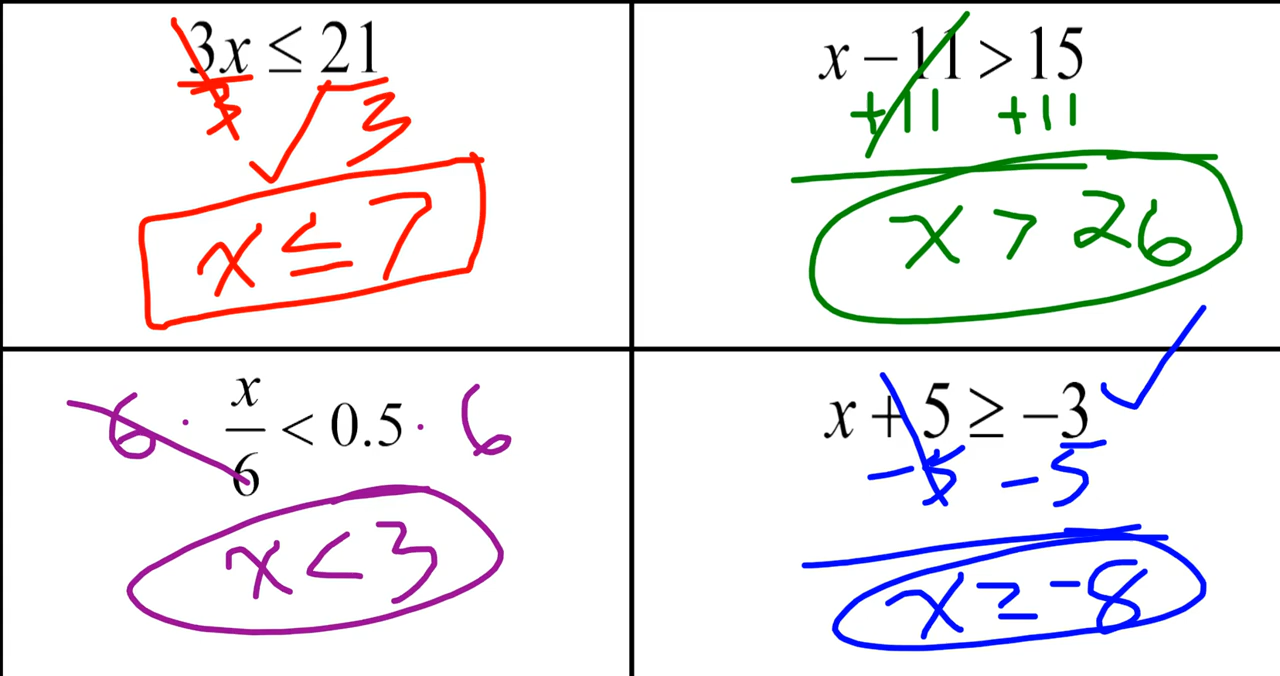 3x ≤ 21
3 3
x ≤ 7
x − 11 > 15
+11 +11
x > 26
6 · x/6 < 0.5 · 6
x < 3
x + 5 ≥ −3
−5 −5
x ≥ −8